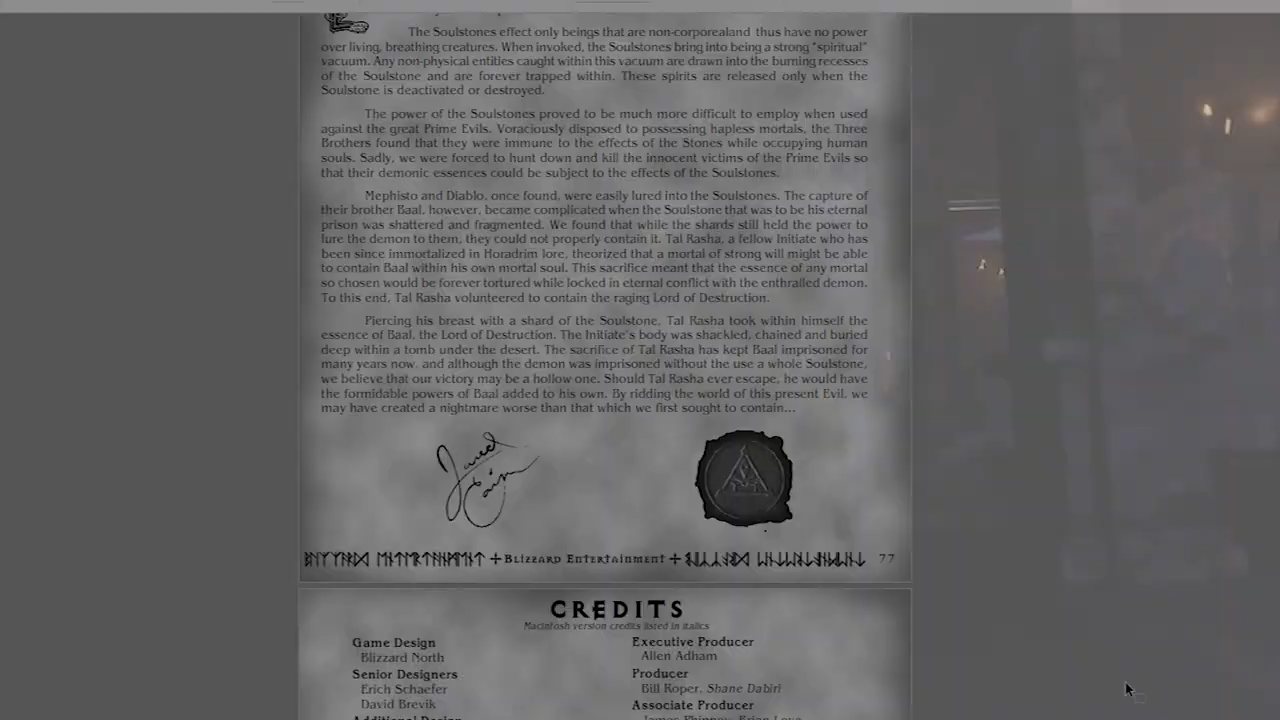 The Soulstones effect only beings that are non-corporealand thus have no power
over living, breathing creatures. When invoked, the Soulstones bring into being a strong "spiritual"
vacuum. Any non-physical entities caught within this vacuum are drawn into the burning recesses
of the Soulstone and are forever trapped within. These spirits are released only when the
Soulstone is deactivated or destroyed.
The power of the Soulstones proved to be much more difficult to employ when used
against the great Prime Evils. Voraciously disposed to possessing hapless mortals, the Three
Brothers found that they were immune to the effects of the Stones while occupying human
souls. Sadly, we were forced to hunt down and kill the innocent victims of the Prime Evils so
that their demonic essences could be subject to the effects of the Soulstones.
Mephisto and Diablo, once found, were easily lured into the Soulstones. The capture of
their brother Baal, however, became complicated when the Soulstone that was to be his eternal
prison was shattered and fragmented. We found that while the shards still held the power to
lure the demon to them, they could not properly contain it. Tal Rasha, a fellow Initiate who has
been since immortalized in Horadrim lore, theorized that a mortal of strong will might be able
to contain Baal within his own mortal soul. This sacrifice meant that the essence of any mortal
so chosen would be forever tortured while locked in eternal conflict with the enthralled demon.
To this end, Tal Rasha volunteered to contain the raging Lord of Destruction.
Piercing his breast with a shard of the Soulstone, Tal Rasha took within himself the
essence of Baal, the Lord of Destruction. The Initiate's body was shackled, chained and buried
deep within a tomb under the desert. The sacrifice of Tal Rasha has kept Baal imprisoned for
many years now, and although the demon was imprisoned without the use a whole Soulstone,
we believe that our victory may be a hollow one. Should Tal Rasha ever escape, he would have
the formidable powers of Baal added to his own. By ridding the world of this present Evil, we
may have created a nightmare worse than that which we first sought to contain...
Jared
Cain
Blizzard Entertainment
77
CREDITS
Macintosh version credits listed in italics
Game Design
Blizzard North
Senior Designers
Erich Schaefer
David Brevik
Additional Design
Executive Producer
Allen Adham
Producer
Bill Roper, Shane Dabiri
Associate Producer
James Phinney, Brian Love